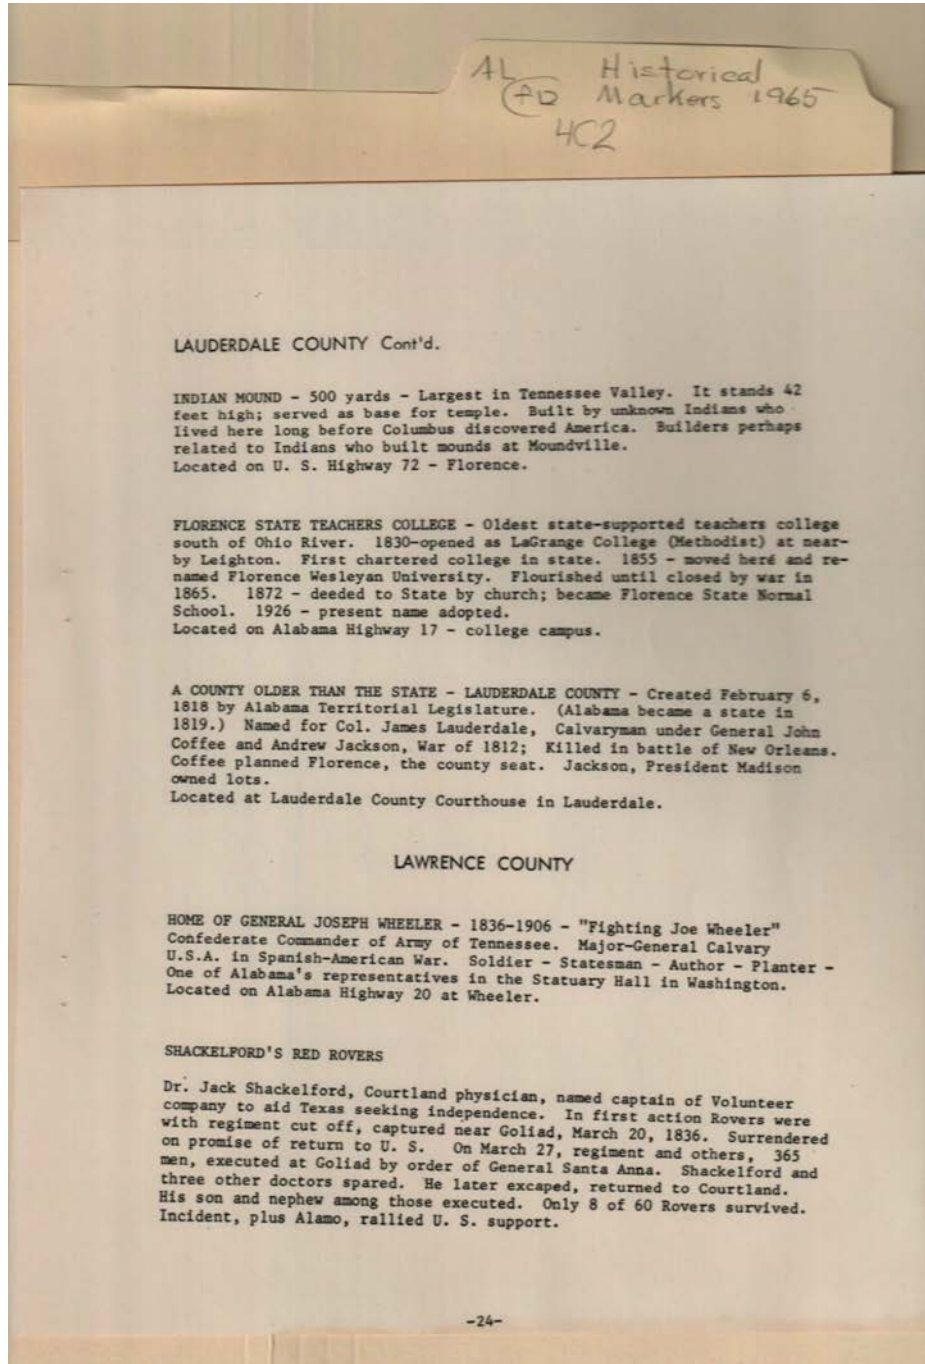 AL Historical
(AD Markers 1965
4C2
LAUDERDALE COUNTY Cont'd.
INDIAN MOUND - 500 yards - Largest in Tennessee Valley. It stands 42
feet high; served as base for temple. Built by unknown Indians who
lived here long before Columbus discovered America. Builders perhaps
related to Indians who built mounds at Moundville.
Located on U. S. Highway 72 - Florence.
FLORENCE STATE TEACHERS COLLEGE - Oldest state-supported teachers college
south of Ohio River. 1830-opened as LaGrange College (Methodist) at near-
by Leighton. First chartered college in state. 1855 - moved here and re-
named Florence Wesleyan University. Flourished until closed by war in
1865. 1872 - deeded to State by church; became Florence State Normal
School. 1926 - present name adopted.
Located on Alabama Highway 17 - college campus.
A COUNTY OLDER THAN THE STATE - LAUDERDALE COUNTY - Created February 6,
1818 by Alabama Territorial Legislature. (Alabama became a state in
1819.) Named for Col. James Lauderdale, Calvaryman under General John
Coffee and Andrew Jackson, War of 1812; Killed in battle of New Orleans.
Coffee planned Florence, the county seat. Jackson, President Madison
owned lots.
Located at Lauderdale County Courthouse in Lauderdale.
LAWRENCE COUNTY
HOME OF GENERAL JOSEPH WHEELER - 1836-1906 - "Fighting Joe Wheeler"
Confederate Commander of Army of Tennessee. Major-General Calvary
U.S.A. in Spanish-American War. Soldier - Statesman - Author - Planter -
One of Alabama's representatives in the Statuary Hall in Washington.
Located on Alabama Highway 20 at Wheeler.
SHACKELFORD'S RED ROVERS
Dr. Jack Shackelford, Courtland physician, named captain of Volunteer
company to aid Texas seeking independence. In first action Rovers were
with regiment cut off, captured near Goliad, March 20, 1836. Surrendered
on promise of return to U. S. On March 27, regiment and others, 365
men, executed at Goliad by order of General Santa Anna. Shackelford and
three other doctors spared. He later excaped, returned to Courtland.
His son and nephew among those executed. Only 8 of 60 Rovers survived.
Incident, plus Alamo, rallied U. S. support.
-24-